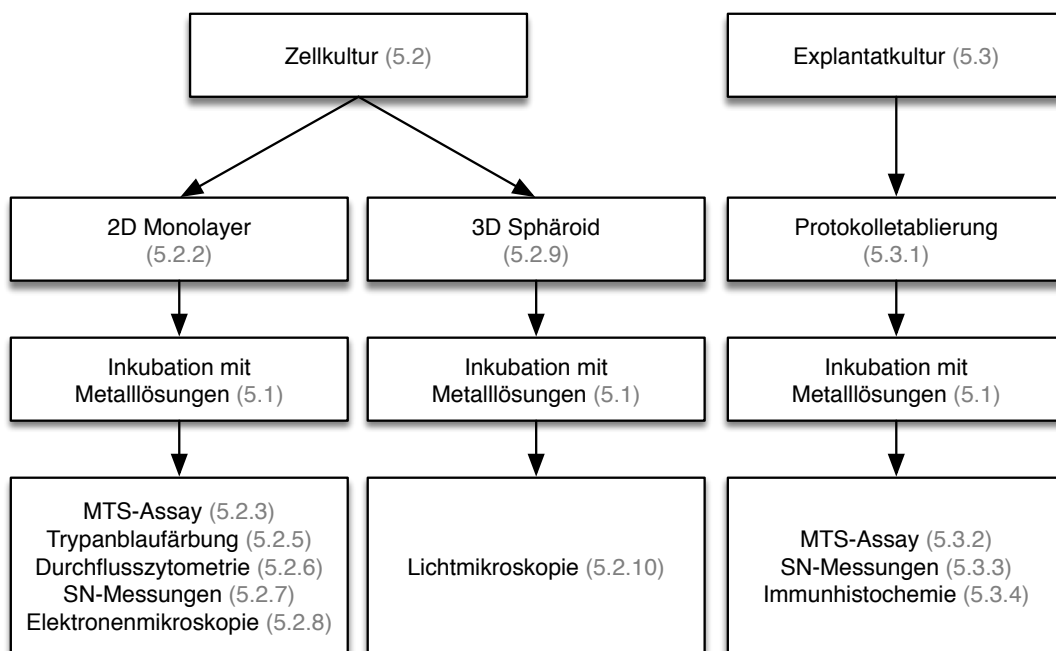 Zellkultur (5.2)
Explantatkultur (5.3)
2D Monolayer
(5.2.2)
3D Sphäroid
(5.2.9)
Protokolletablierung
(5.3.1)
Inkubation mit
Metalllösungen (5.1)
Inkubation mit
Metalllösungen (5.1)
Inkubation mit
Metalllösungen (5.1)
MTS-Assay (5.2.3)
Trypanblaufärbung (5.2.5)
Durchflusszytometrie (5.2.6)
SN-Messungen (5.2.7)
Elektronenmikroskopie (5.2.8)
Lichtmikroskopie (5.2.10)
MTS-Assay (5.3.2)
SN-Messungen (5.3.3)
Immunhistochemie (5.3.4)